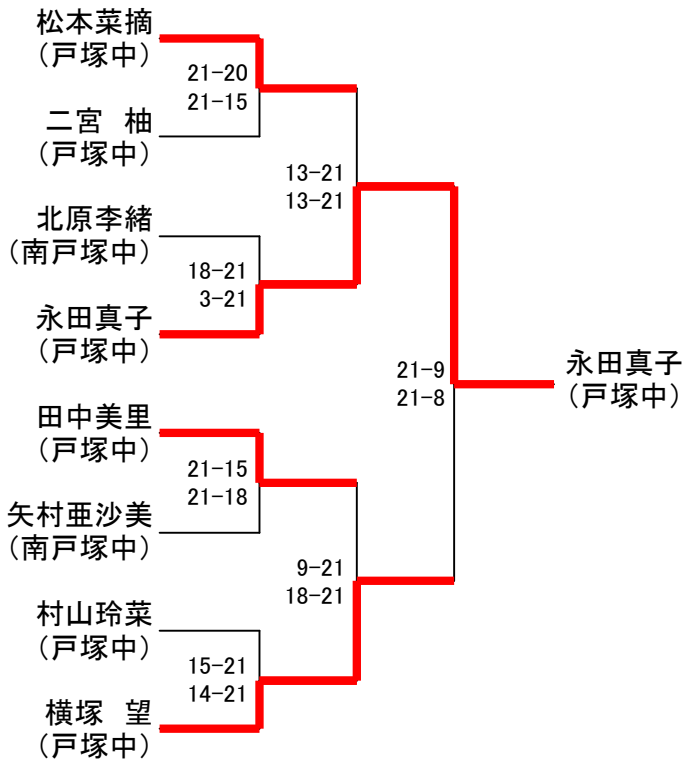 松本菜摘
(戸塚中)
21-20
21-15
二宮　柚
(戸塚中)
13-21
13-21
北原李緒
(南戸塚中)
18-21
3-21
永田真子
(戸塚中)
21-9
21-8
永田真子
(戸塚中)
田中美里
(戸塚中)
21-15
21-18
矢村亜沙美
(南戸塚中)
9-21
18-21
村山玲菜
(戸塚中)
15-21
14-21
横塚　望
(戸塚中)